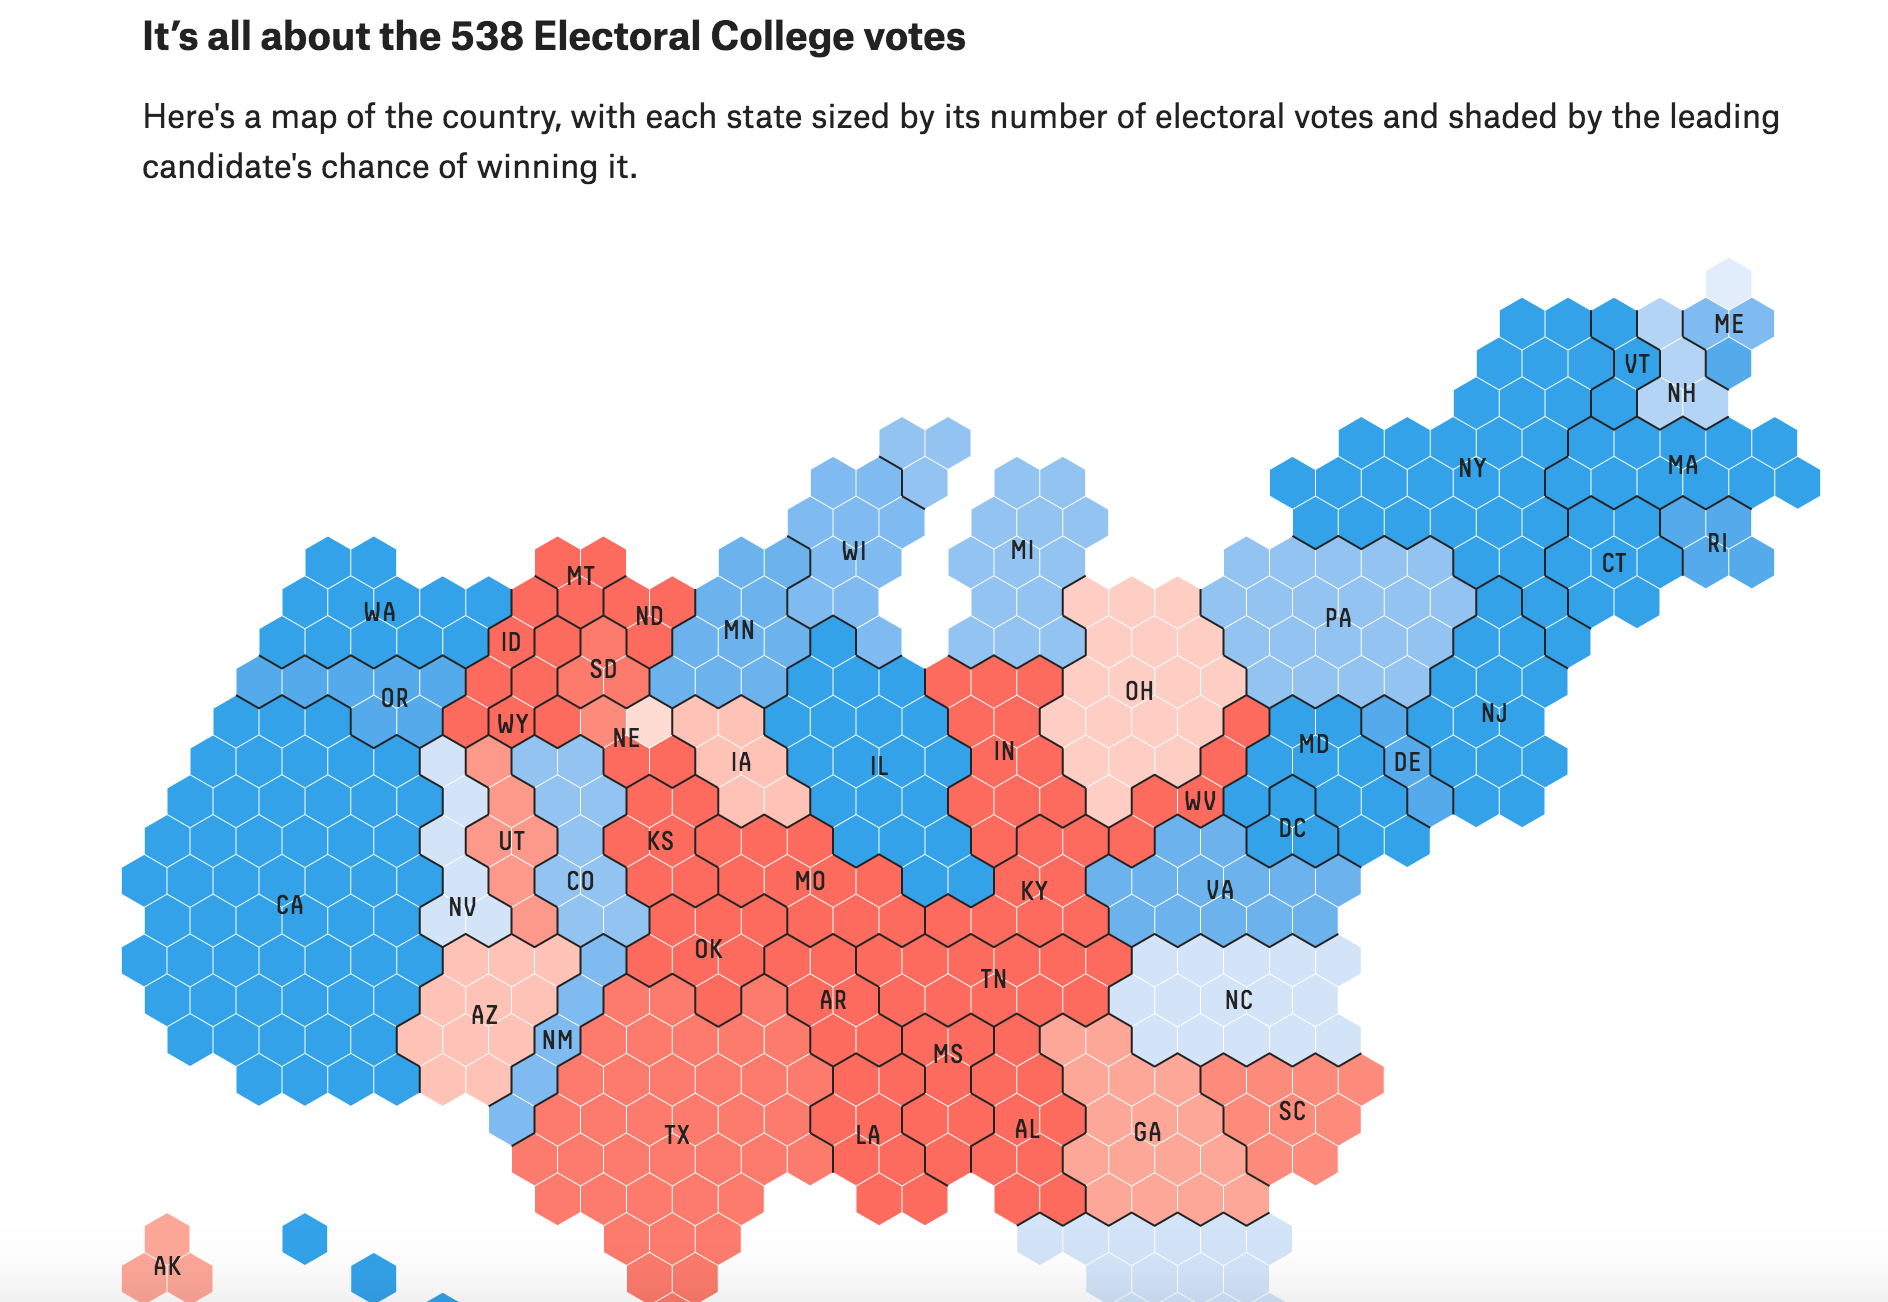 It’s all about the 538 Electoral College votes
Here's a map of the country, with each state sized by its number of electoral votes and shaded by the leading
candidate's chance of winning it.
ME
VT
NH
NY
MA
WI
MI
RI
CT
MT
WA
ND
MN
PA
ID
SD
OR
OH
WY
NE
IA
IL
IN
MD
DE
NJ
WV
UT
KS
DC
CO
MO
KY
VA
CA
NV
OK
TN
AZ
AR
NC
NM
MS
TX
LA
AL
GA
SC
AK